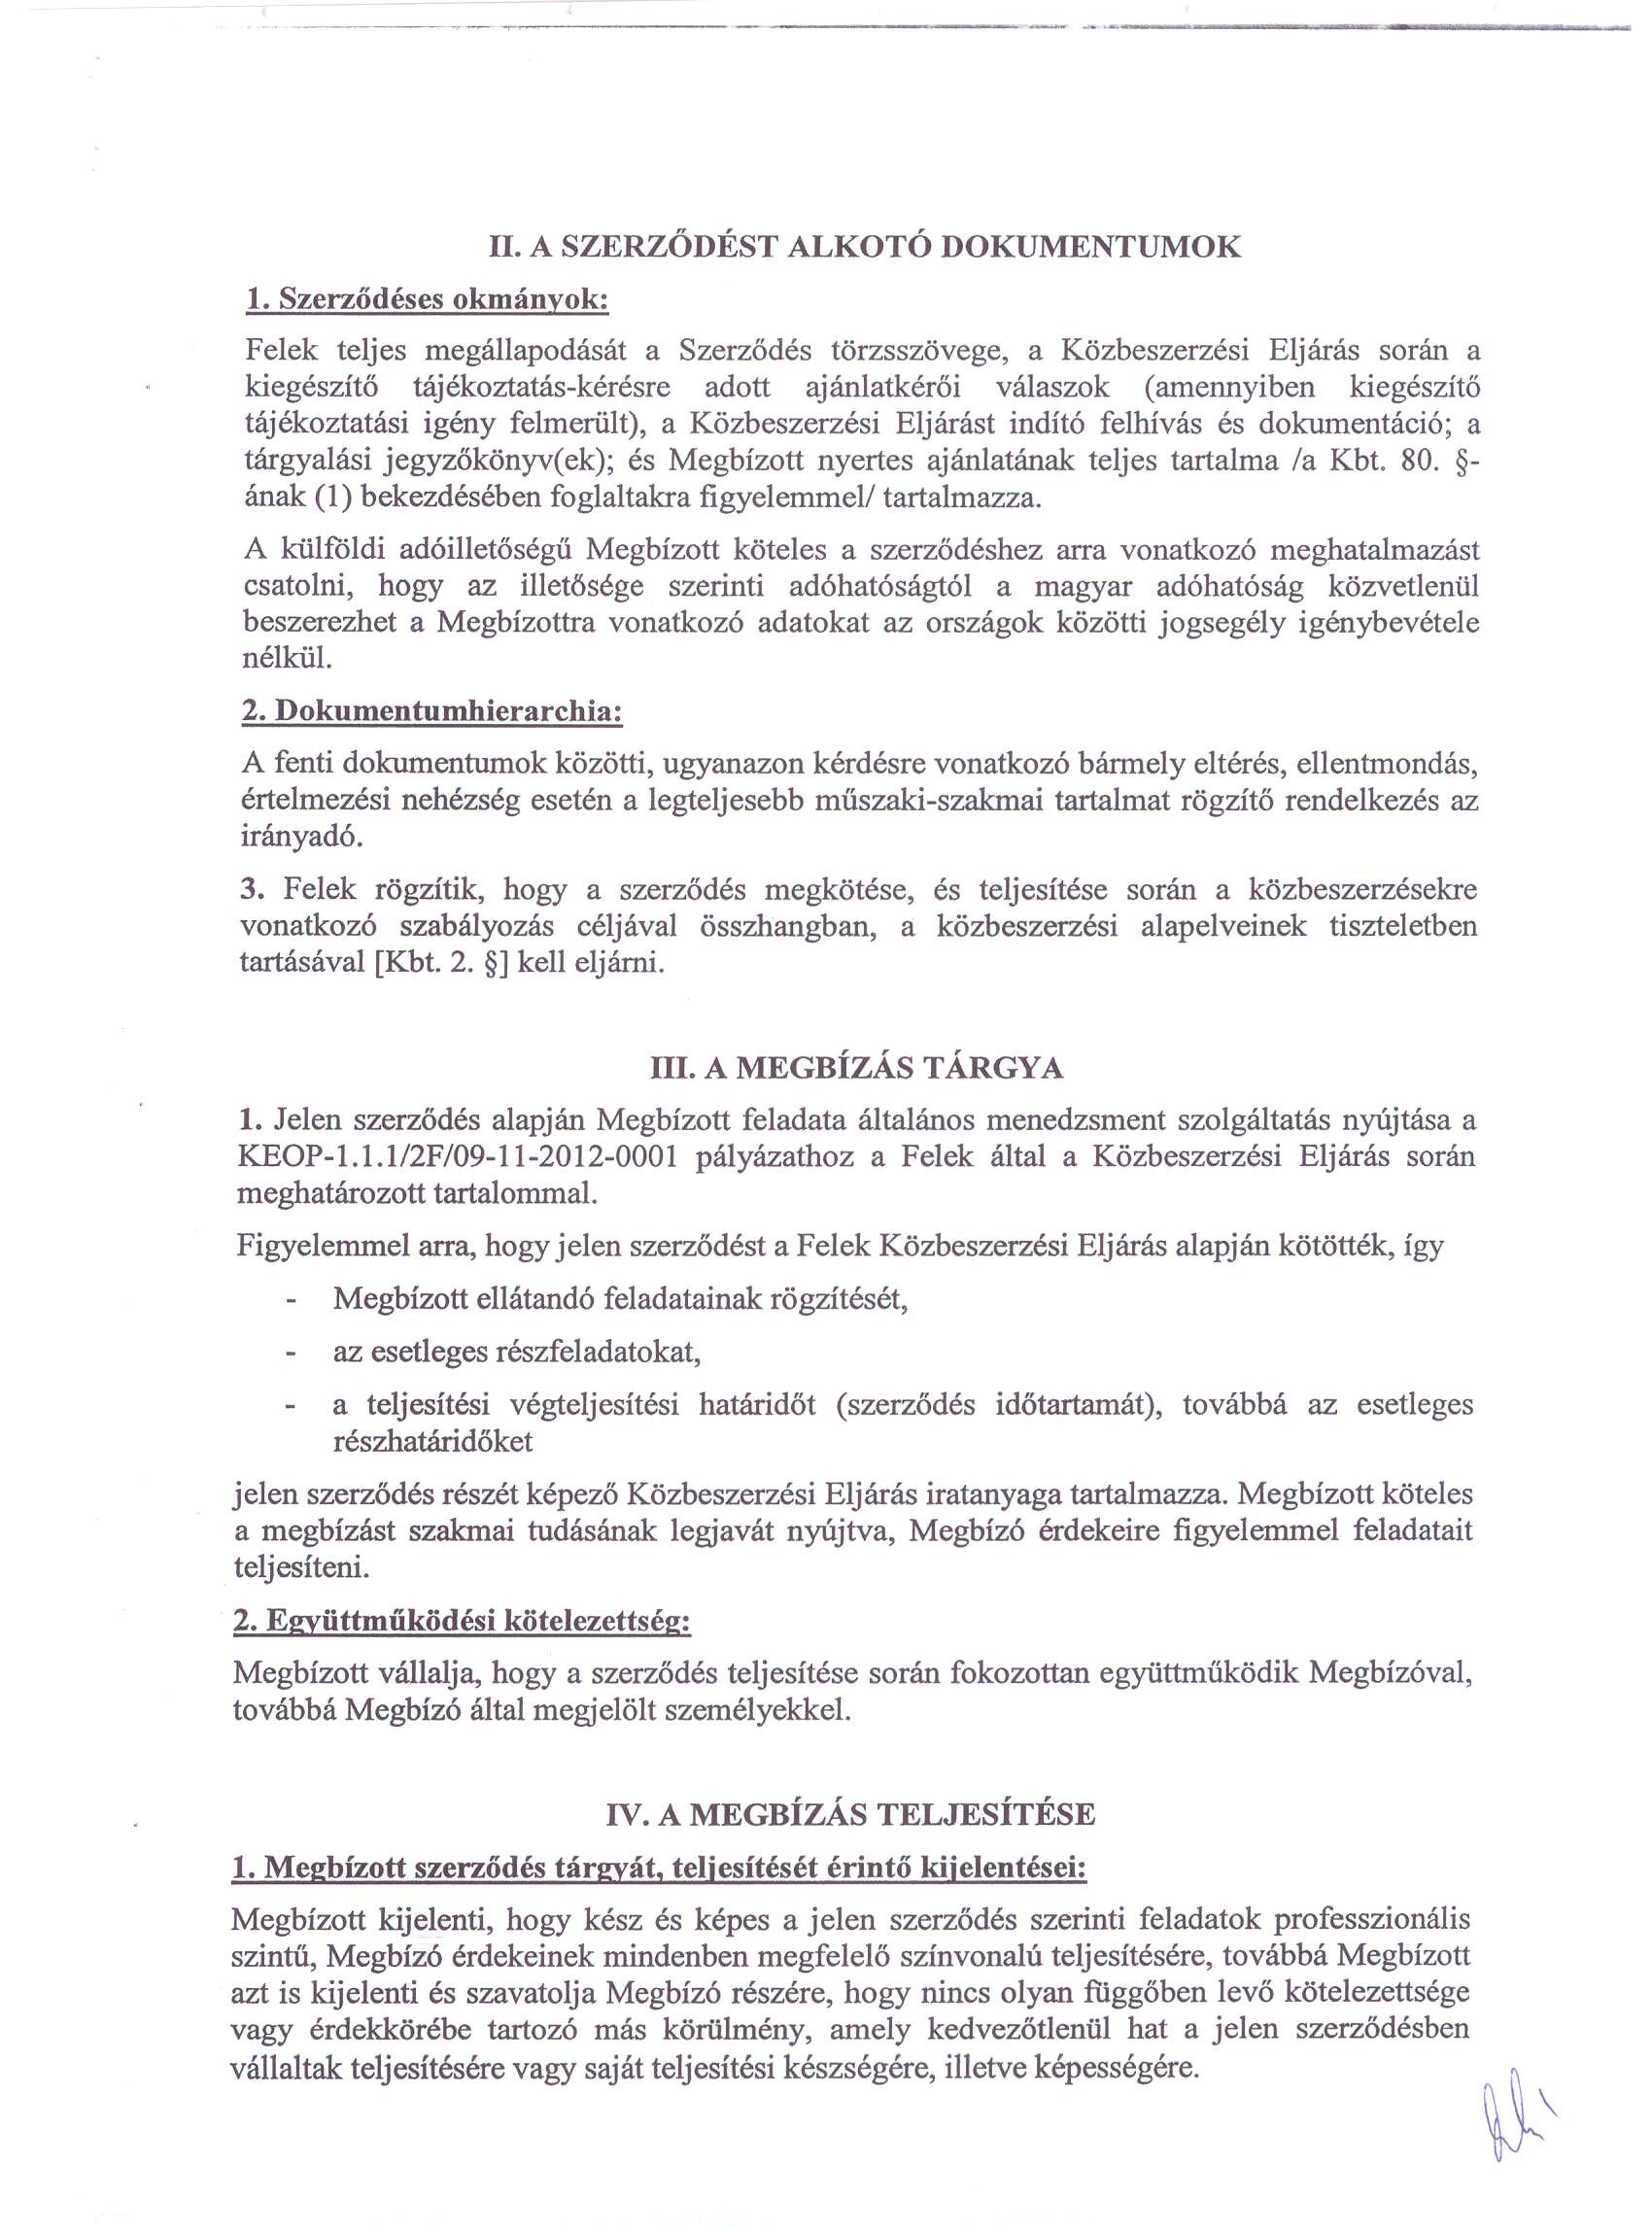 II. A SZERZŐDÉST ALKOTÓ DOKUMENTUMOK
1. Szerződéses okmányok:
Felek teljes megállapodását a Szerződés törzsszövege, a Közbeszerzési Eljárás során a
kiegészítő tájékoztatás-kérésre adott ajánlatkérői válaszok (amennyiben kiegészítő
tájékoztatási igény felmerült), a Közbeszerzési Eljárást indító felhívás és dokumentáció; a
tárgyalási jegyzőkönyv(ek); és Megbízott nyertes ajánlatának teljes tartalma /a Kbt. 80. §-
ának (1) bekezdésében foglaltakra figyelemmel/ tartalmazza.
A külföldi adóilletőségű Megbízott köteles a szerződéshez arra vonatkozó meghatalmazást
csatolni, hogy az illetősége szerinti adóhatóságtól a magyar adóhatóság közvetlenül
beszerezhet a Megbízottra vonatkozó adatokat az országok közötti jogsegély igénybevétele
nélkül.
2. Dokumentumhierarchia:
A fenti dokumentumok közötti, ugyanazon kérdésre vonatkozó bármely eltérés, ellentmondás,
értelmezési nehézség esetén a legteljesebb műszaki-szakmai tartalmat rögzítő rendelkezés az
irányadó.
3. Felek rögzítik, hogy a szerződés megkötése, és teljesítése során a közbeszerzésekre
vonatkozó szabályozás céljával összhangban, a közbeszerzési alapelveinek tiszteletben
tartásával [Kbt. 2. §] kell eljárni.
III. A MEGBÍZÁS TÁRGYA
1. Jelen szerződés alapján Megbízott feladata általános menedzsment szolgáltatás nyújtása a
KEOP-1.1.1/2F/09-11-2012-0001 pályázathoz a Felek által a Közbeszerzési Eljárás során
meghatározott tartalommal.
Figyelemmel arra, hogy jelen szerződést a Felek Közbeszerzési Eljárás alapján kötötték, így
- Megbízott ellátandó feladatainak rögzítését,
- az esetleges részfeladatokat,
- a teljesítési végteljesítési határidőt (szerződés időtartamát), továbbá az esetleges
részhatáridőket
jelen szerződés részét képező Közbeszerzési Eljárás iratanyaga tartalmazza. Megbízott köteles
a megbízást szakmai tudásának legjavát nyújtva, Megbízó érdekeire figyelemmel feladatait
teljesíteni.
2. Együttműködési kötelezettség:
Megbízott vállalja, hogy a szerződés teljesítése során fokozottan együttműködik Megbízóval,
továbbá Megbízó által megjelölt személyekkel.
IV. A MEGBÍZÁS TELJESÍTÉSE
1. Megbízott szerződés tárgyát, teljesítését érintő kijelentései:
Megbízott kijelenti, hogy kész és képes a jelen szerződés szerinti feladatok professzionális
szintű, Megbízó érdekeinek mindenben megfelelő színvonalú teljesítésére, továbbá Megbízott
azt is kijelenti és szavatolja Megbízó részére, hogy nincs olyan függőben levő kötelezettsége
vagy érdekkörébe tartozó más körülmény, amely kedvezőtlenül hat a jelen szerződésben
vállaltak teljesítésére vagy saját teljesítési készségére, illetve képességére.